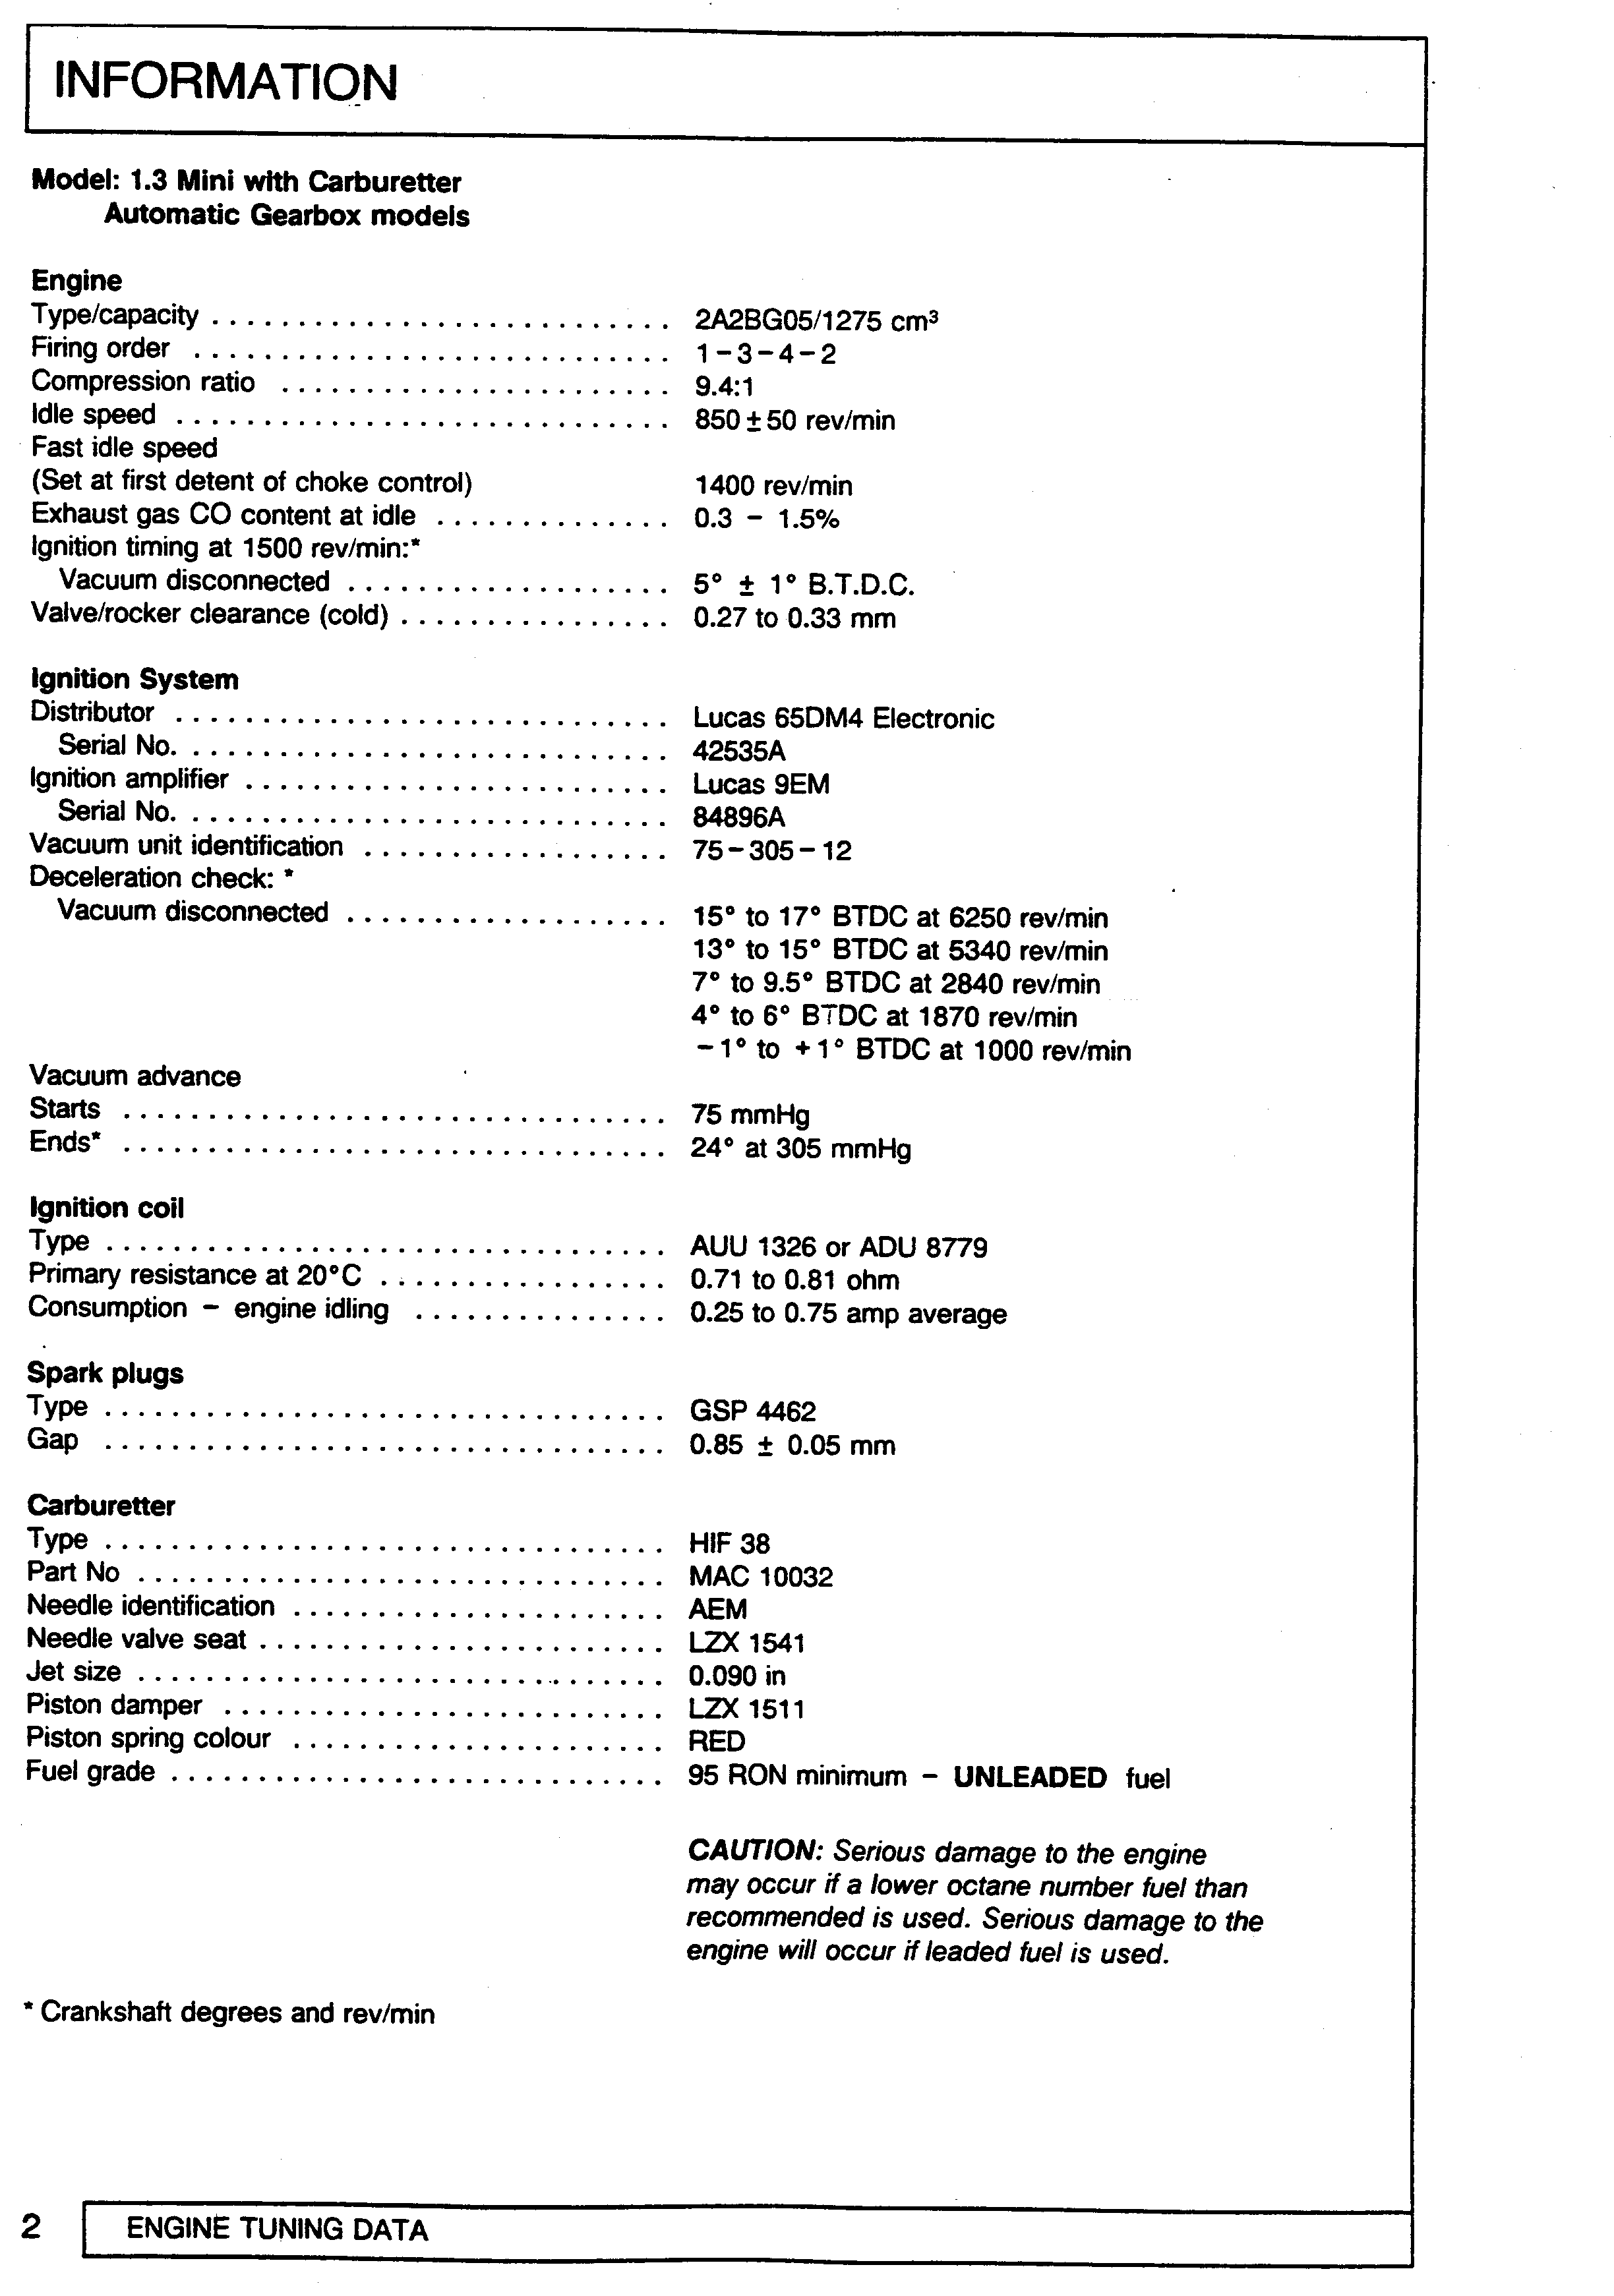 INFORMATION
Model: 1.3 Mini with Carburetter
Automatic Gearbox models
Engine
Type/capacity . . . . . . . . . . . . . . . . . . . . . . . . . . . 2A2BG05/1275 cm³
Firing order . . . . . . . . . . . . . . . . . . . . . . . . . . . . 1-3-4-2
Compression ratio . . . . . . . . . . . . . . . . . . . . . . . 9.4:1
Idle speed . . . . . . . . . . . . . . . . . . . . . . . . . . . . . 850 ± 50 rev/min
Fast idle speed
(Set at first detent of choke control) 1400 rev/min
Exhaust gas CO content at idle . . . . . . . . . . . . . . 0.3 – 1.5%
Ignition timing at 1500 rev/min:*
Vacuum disconnected . . . . . . . . . . . . . . . . . . . 5° ± 1° B.T.D.C.
Valve/rocker clearance (cold) . . . . . . . . . . . . . . . . 0.27 to 0.33 mm
Ignition System
Distributor . . . . . . . . . . . . . . . . . . . . . . . . . . . . . Lucas 65DM4 Electronic
Serial No. . . . . . . . . . . . . . . . . . . . . . . . . . . . . 42535A
Ignition amplifier . . . . . . . . . . . . . . . . . . . . . . . . . Lucas 9EM
Serial No. . . . . . . . . . . . . . . . . . . . . . . . . . . . . 84896A
Vacuum unit identification . . . . . . . . . . . . . . . . . . 75-305-12
Deceleration check: *
Vacuum disconnected . . . . . . . . . . . . . . . . . . . 15° to 17° BTDC at 6250 rev/min
13° to 15° BTDC at 5340 rev/min
7° to 9.5° BTDC at 2840 rev/min
4° to 6° BTDC at 1870 rev/min
-1° to +1° BTDC at 1000 rev/min
Vacuum advance
Starts . . . . . . . . . . . . . . . . . . . . . . . . . . . . . . . . 75 mmHg
Ends* . . . . . . . . . . . . . . . . . . . . . . . . . . . . . . . . 24° at 305 mmHg
Ignition coil
Type . . . . . . . . . . . . . . . . . . . . . . . . . . . . . . . . . AUU 1326 or ADU 8779
Primary resistance at 20°C . . . . . . . . . . . . . . . . . 0.71 to 0.81 ohm
Consumption – engine idling . . . . . . . . . . . . . . . 0.25 to 0.75 amp average
Spark plugs
Type . . . . . . . . . . . . . . . . . . . . . . . . . . . . . . . . . GSP 4462
Gap . . . . . . . . . . . . . . . . . . . . . . . . . . . . . . . . . 0.85 ± 0.05 mm
Carburetter
Type . . . . . . . . . . . . . . . . . . . . . . . . . . . . . . . . . HIF 38
Part No . . . . . . . . . . . . . . . . . . . . . . . . . . . . . . . MAC 10032
Needle identification . . . . . . . . . . . . . . . . . . . . . . AEM
Needle valve seat . . . . . . . . . . . . . . . . . . . . . . . . LZX 1541
Jet size . . . . . . . . . . . . . . . . . . . . . . . . . . . . . . . 0.090 in
Piston damper . . . . . . . . . . . . . . . . . . . . . . . . . . LZX 1511
Piston spring colour . . . . . . . . . . . . . . . . . . . . . . RED
Fuel grade . . . . . . . . . . . . . . . . . . . . . . . . . . . . . 95 RON minimum – UNLEADED fuel
CAUTION: Serious damage to the engine
may occur if a lower octane number fuel than
recommended is used. Serious damage to the
engine will occur if leaded fuel is used.
* Crankshaft degrees and rev/min
2 ENGINE TUNING DATA